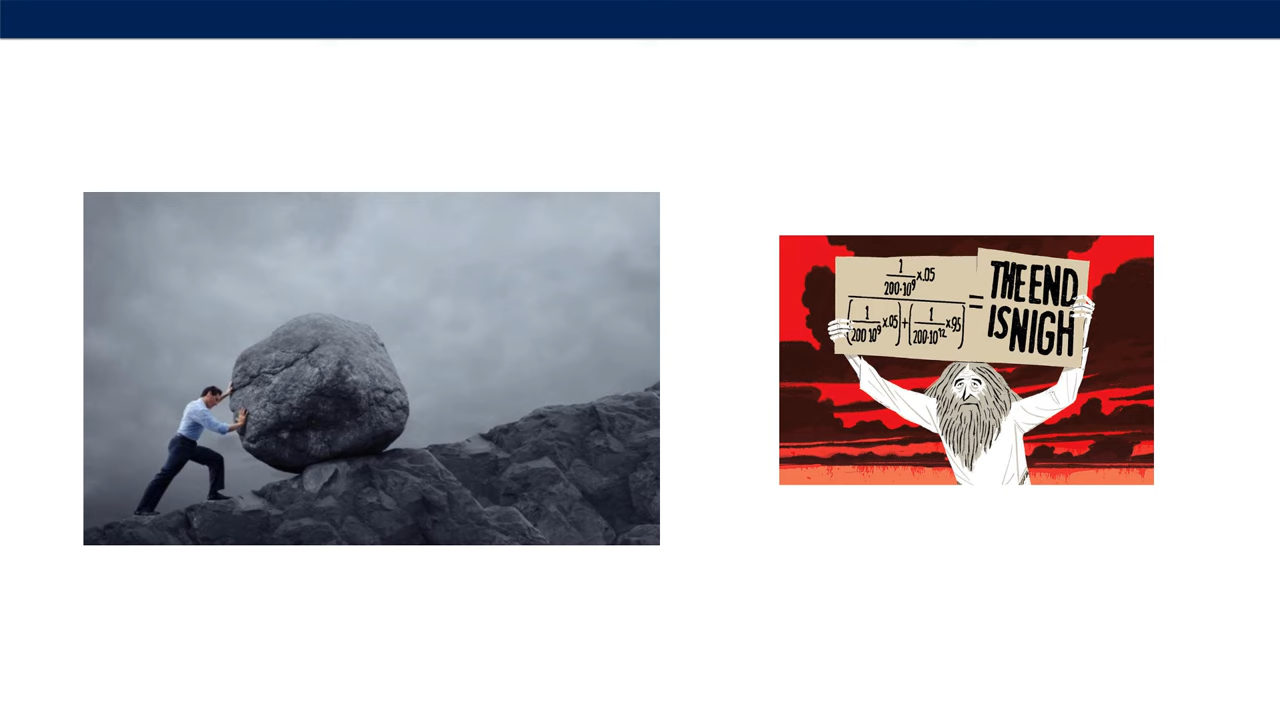 1
200·10⁹ x.05
(1
200 10⁹ x.05) + (1
200·10¹² x.95)
=
THE END
IS NIGH